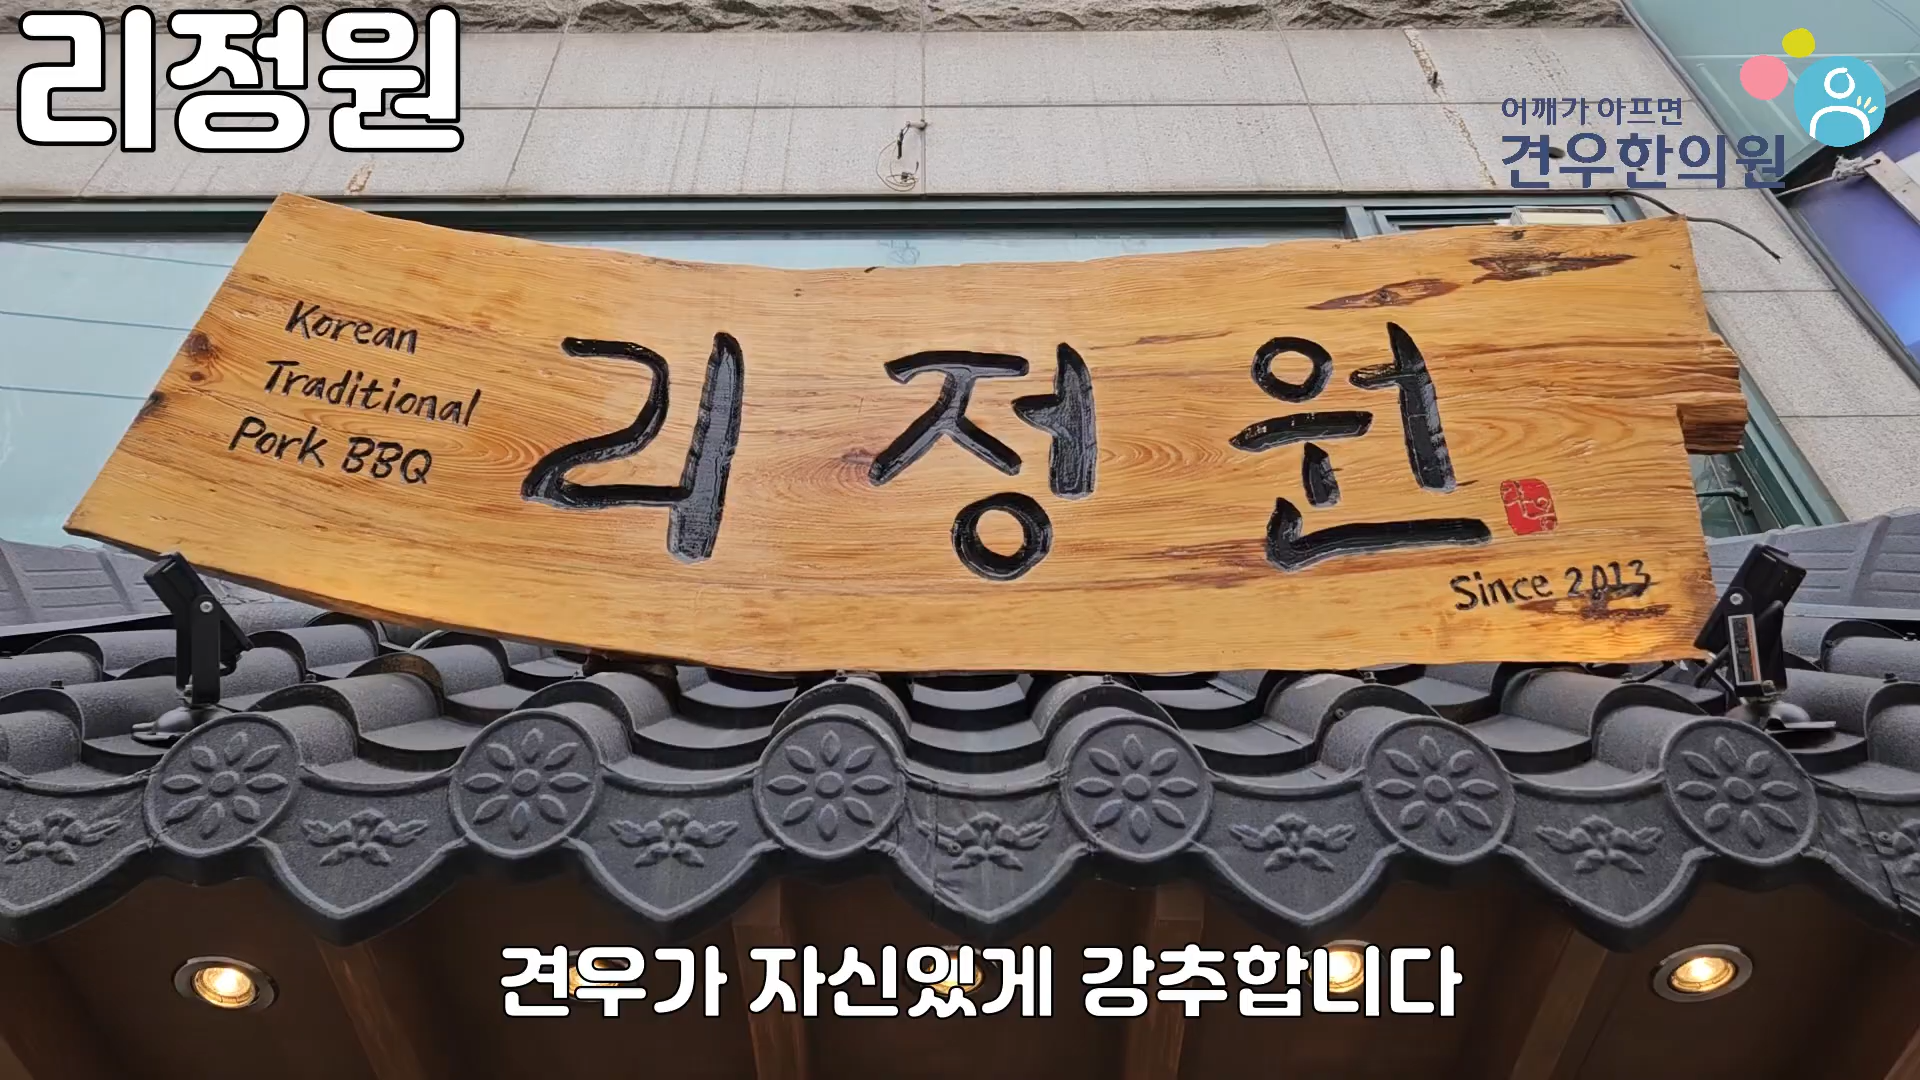 리정원
어깨가 아프면
견우한의원
Korean
Traditional
Pork BBQ
리정원
Since 2013
견우가 자신있게 강추합니다